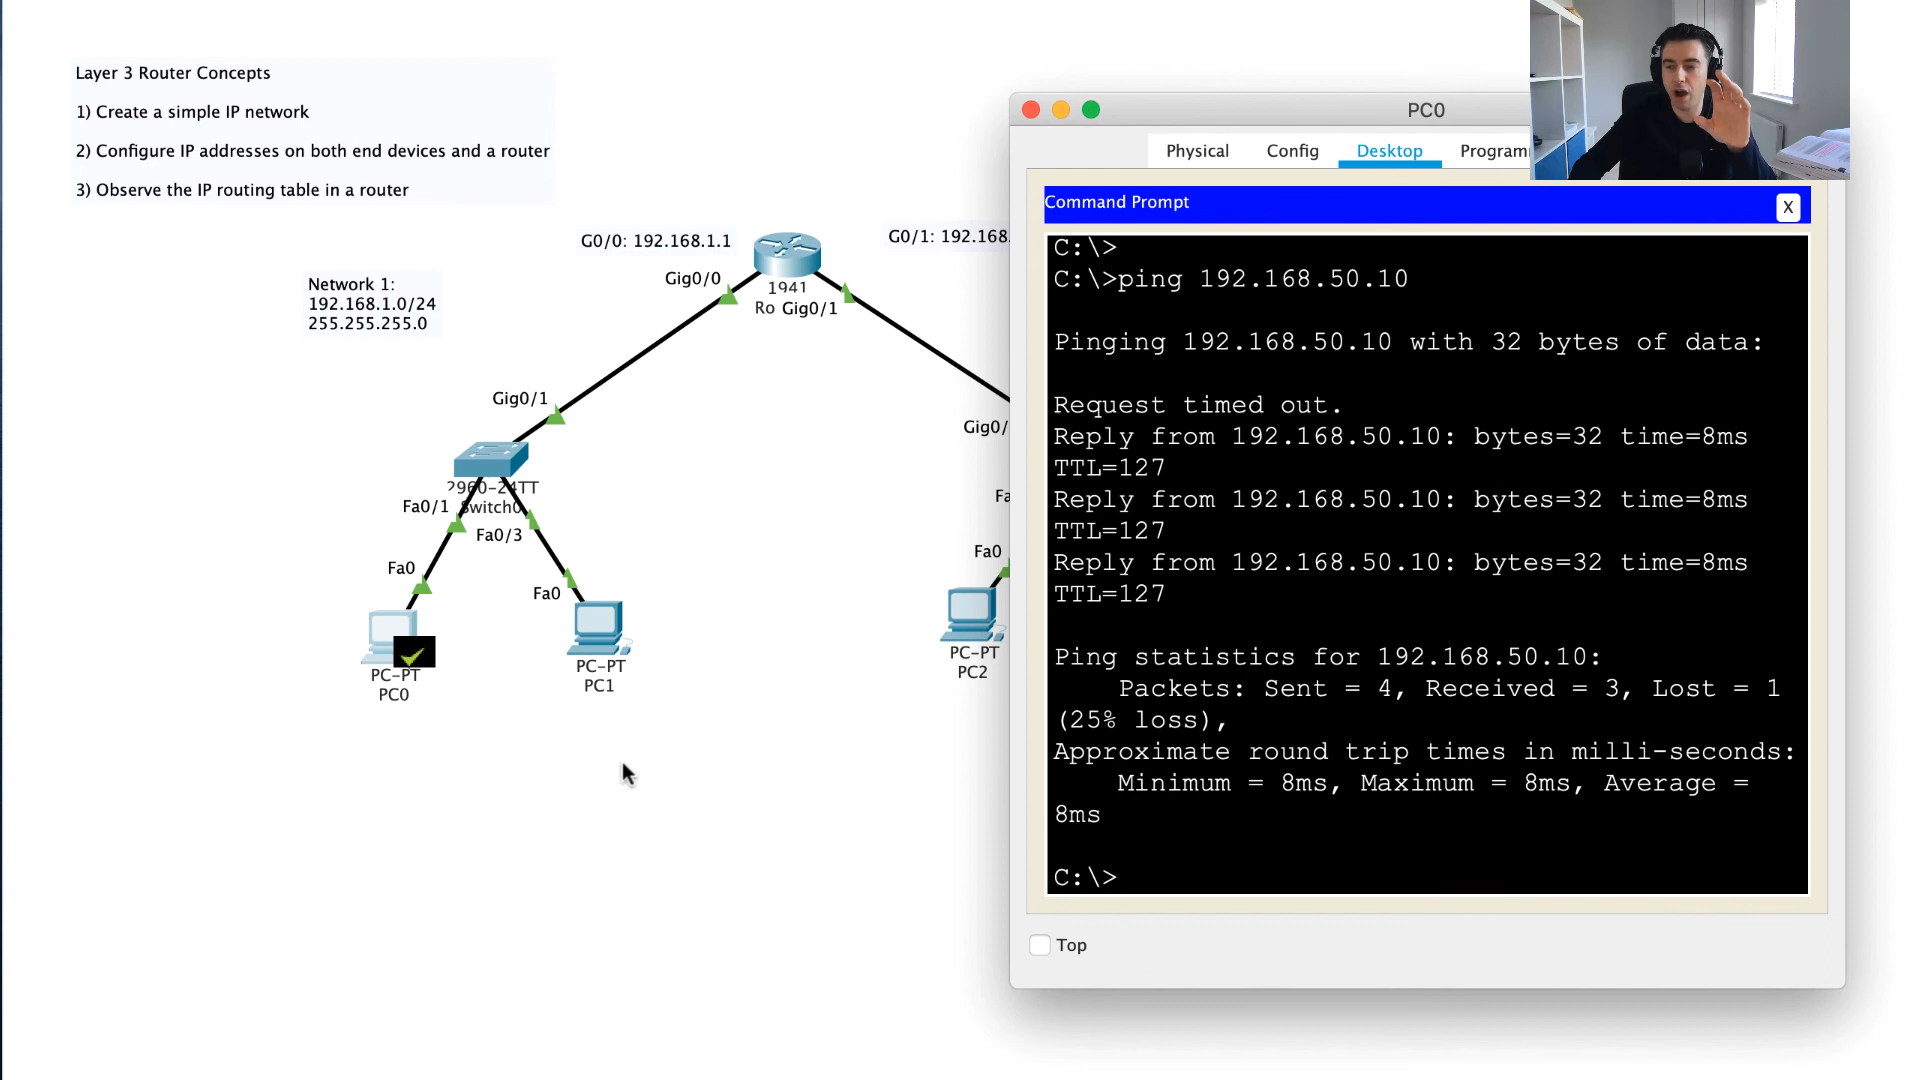 Layer 3 Router Concepts
1) Create a simple IP network
2) Configure IP addresses on both end devices and a router
3) Observe the IP routing table in a router
G0/0: 192.168.1.1
G0/1: 192.168.
Gig0/0
1941
Gig0/1
Network 1:
192.168.1.0/24
255.255.255.0
Gig0/1
Gig0/
2960-24TT
Switch0
Fa0/1
Fa0/3
Fa0
Fa0
PC-PT
PC0
PC-PT
PC1
Fa0
PC-PT
PC2
PC0
Physical Config Desktop
Command Prompt
X
C:\>
C:\>ping 192.168.50.10
Pinging 192.168.50.10 with 32 bytes of data:
Request timed out.
Reply from 192.168.50.10: bytes=32 time=8ms
TTL=127
Reply from 192.168.50.10: bytes=32 time=8ms
TTL=127
Reply from 192.168.50.10: bytes=32 time=8ms
TTL=127
Ping statistics for 192.168.50.10:
Packets: Sent = 4, Received = 3, Lost = 1
(25% loss),
Approximate round trip times in milli-seconds:
Minimum = 8ms, Maximum = 8ms, Average =
8ms
C:\>
Top